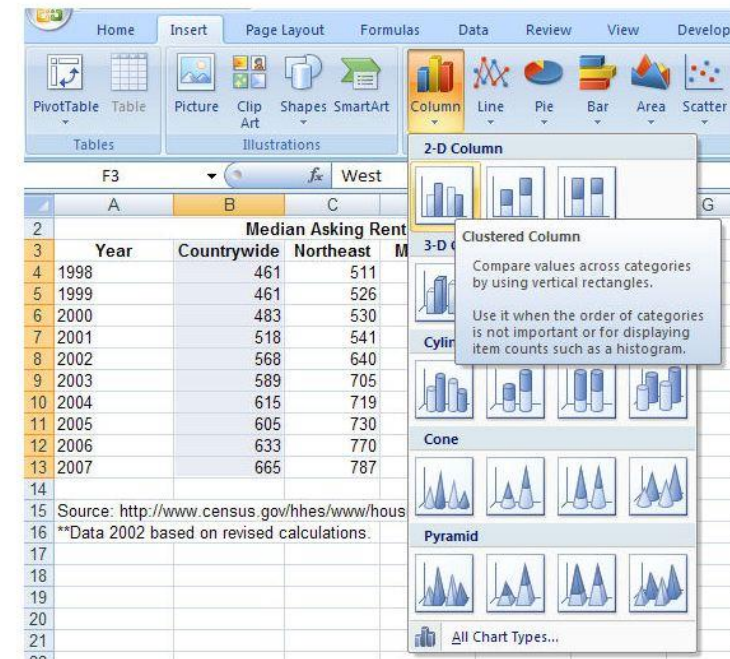 Home Insert Page Layout Formulas Data Review View Develop
PivotTable Table Picture Clip Art Shapes SmartArt Column Line Pie Bar Area Scatter
Tables Illustrations
F3 fx West
A B C G
2 Median Asking Rent
3 Year Countrywide Northeast M
4 1998 461 511
5 1999 461 526
6 2000 483 530
7 2001 518 541
8 2002 568 640
9 2003 589 705
10 2004 615 719
11 2005 605 730
12 2006 633 770
13 2007 665 787
14
15 Source: http://www.census.gov/hhes/www/hous
16 **Data 2002 based on revised calculations.
17
18
19
20
21
2-D Column
Clustered Column
Compare values across categories
by using vertical rectangles.
Use it when the order of categories
is not important or for displaying
item counts such as a histogram.
3-D
Cylin
Cone
Pyramid
All Chart Types...